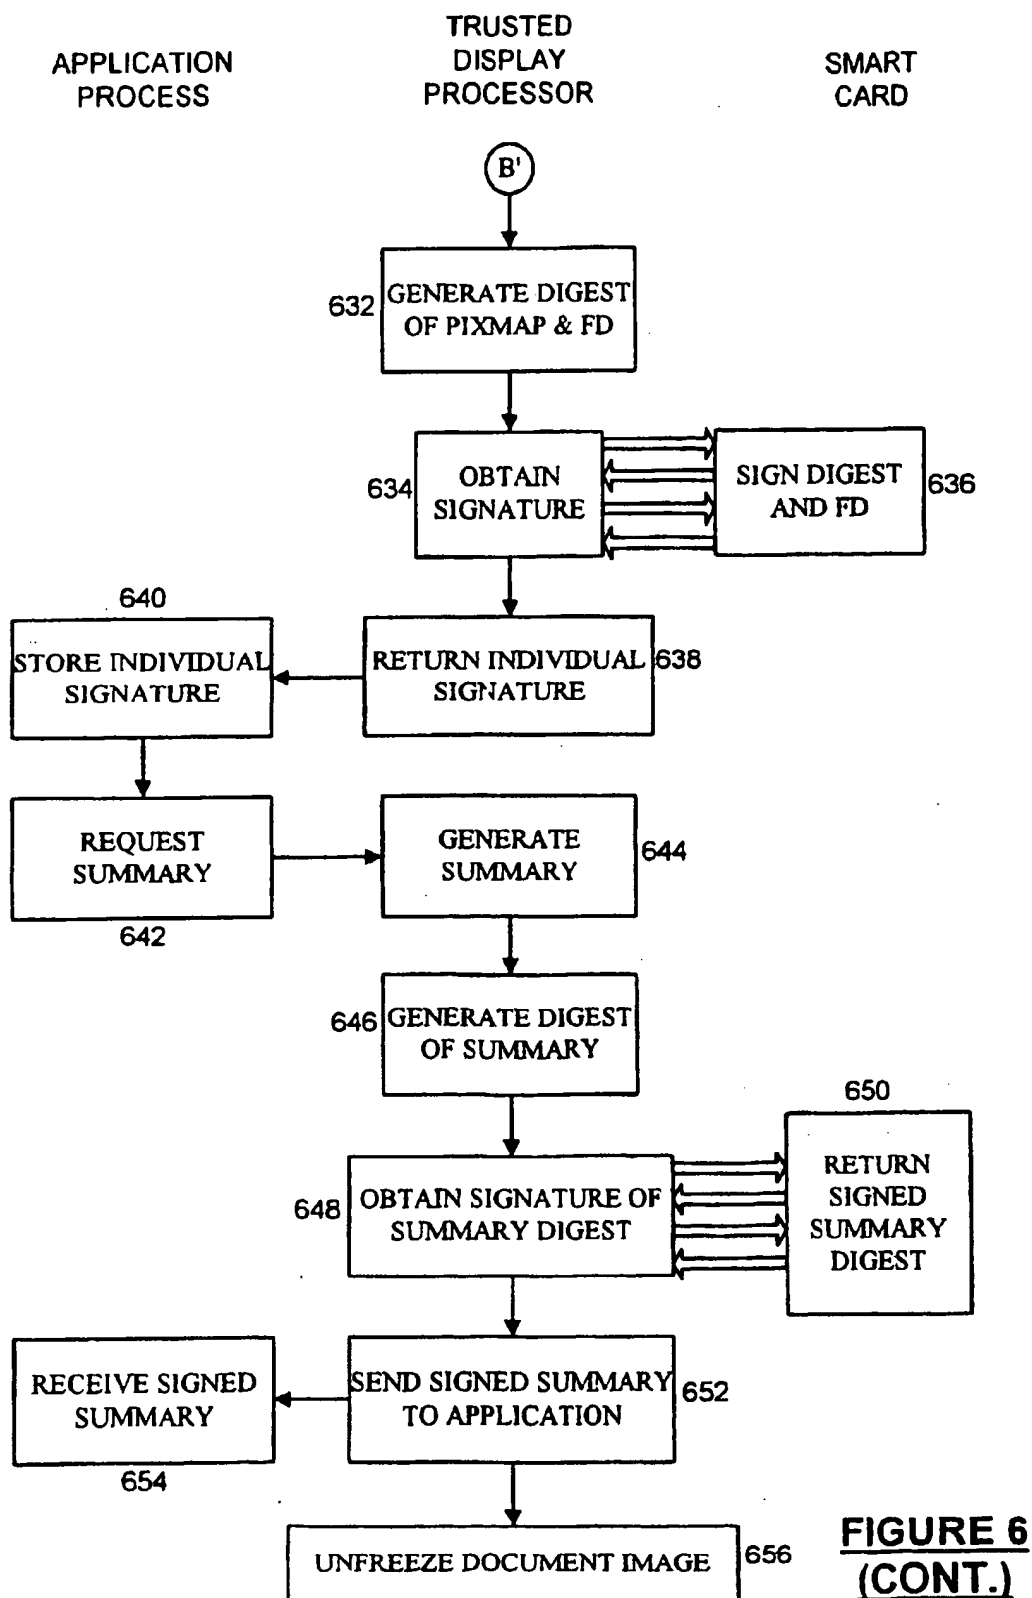 APPLICATION
PROCESS
TRUSTED
DISPLAY
PROCESSOR
SMART
CARD
B'
632
GENERATE DIGEST
OF PIXMAP & FD
634
OBTAIN
SIGNATURE
SIGN DIGEST
AND FD
636
640
STORE INDIVIDUAL
SIGNATURE
RETURN INDIVIDUAL
SIGNATURE
638
REQUEST
SUMMARY
642
GENERATE
SUMMARY
644
646
GENERATE DIGEST
OF SUMMARY
648
OBTAIN SIGNATURE OF
SUMMARY DIGEST
650
RETURN
SIGNED
SUMMARY
DIGEST
RECEIVE SIGNED
SUMMARY
654
SEND SIGNED SUMMARY
TO APPLICATION
652
UNFREEZE DOCUMENT IMAGE
656
FIGURE 6
(CONT.)